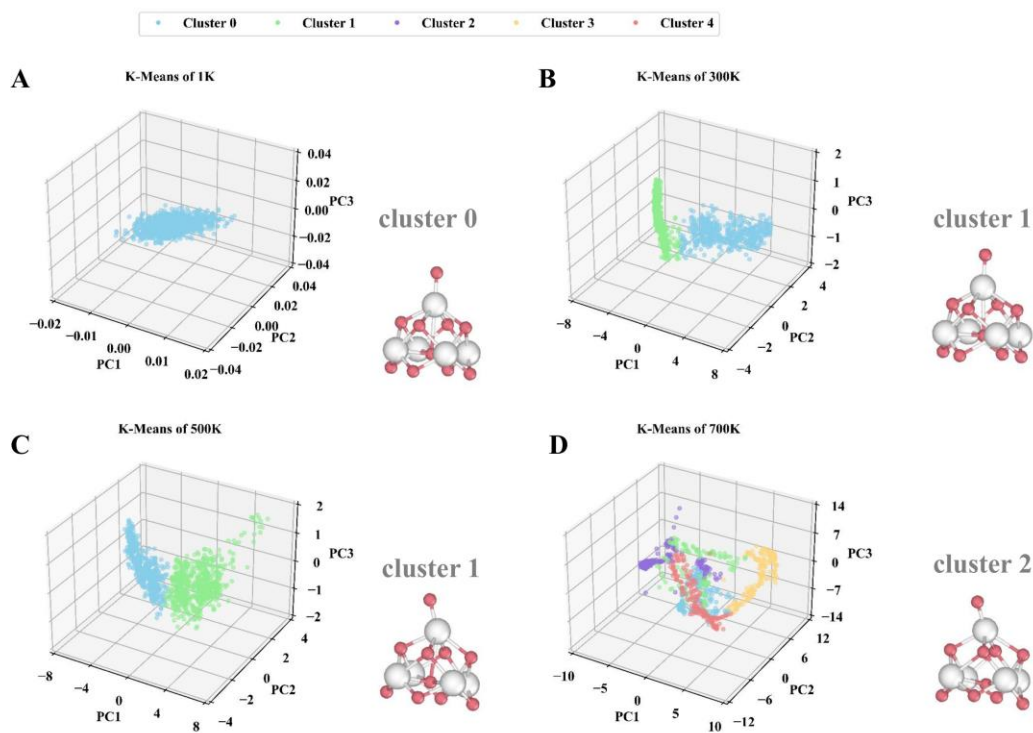 Cluster 0 Cluster 1 Cluster 2 Cluster 3 Cluster 4
A
K-Means of 1K
0.04
0.02
0.00
PC3
−0.02
−0.04
0.04
0.02
0.00
PC2
−0.02
−0.04
−0.02
−0.01
0.00
PC1
0.01
0.02
cluster 0
B
K-Means of 300K
2
1
0
PC3
−1
−2
4
2
0
PC2
−2
−4
−8
−4
0
PC1
4
8
cluster 1
C
K-Means of 500K
2
1
0
PC3
−1
−2
4
2
0
PC2
−2
−4
−8
−4
0
PC1
4
8
cluster 1
D
K-Means of 700K
14
7
PC3
0
−7
−14
12
6
0
PC2
−6
−12
−10
−5
0
PC1
5
10
cluster 2